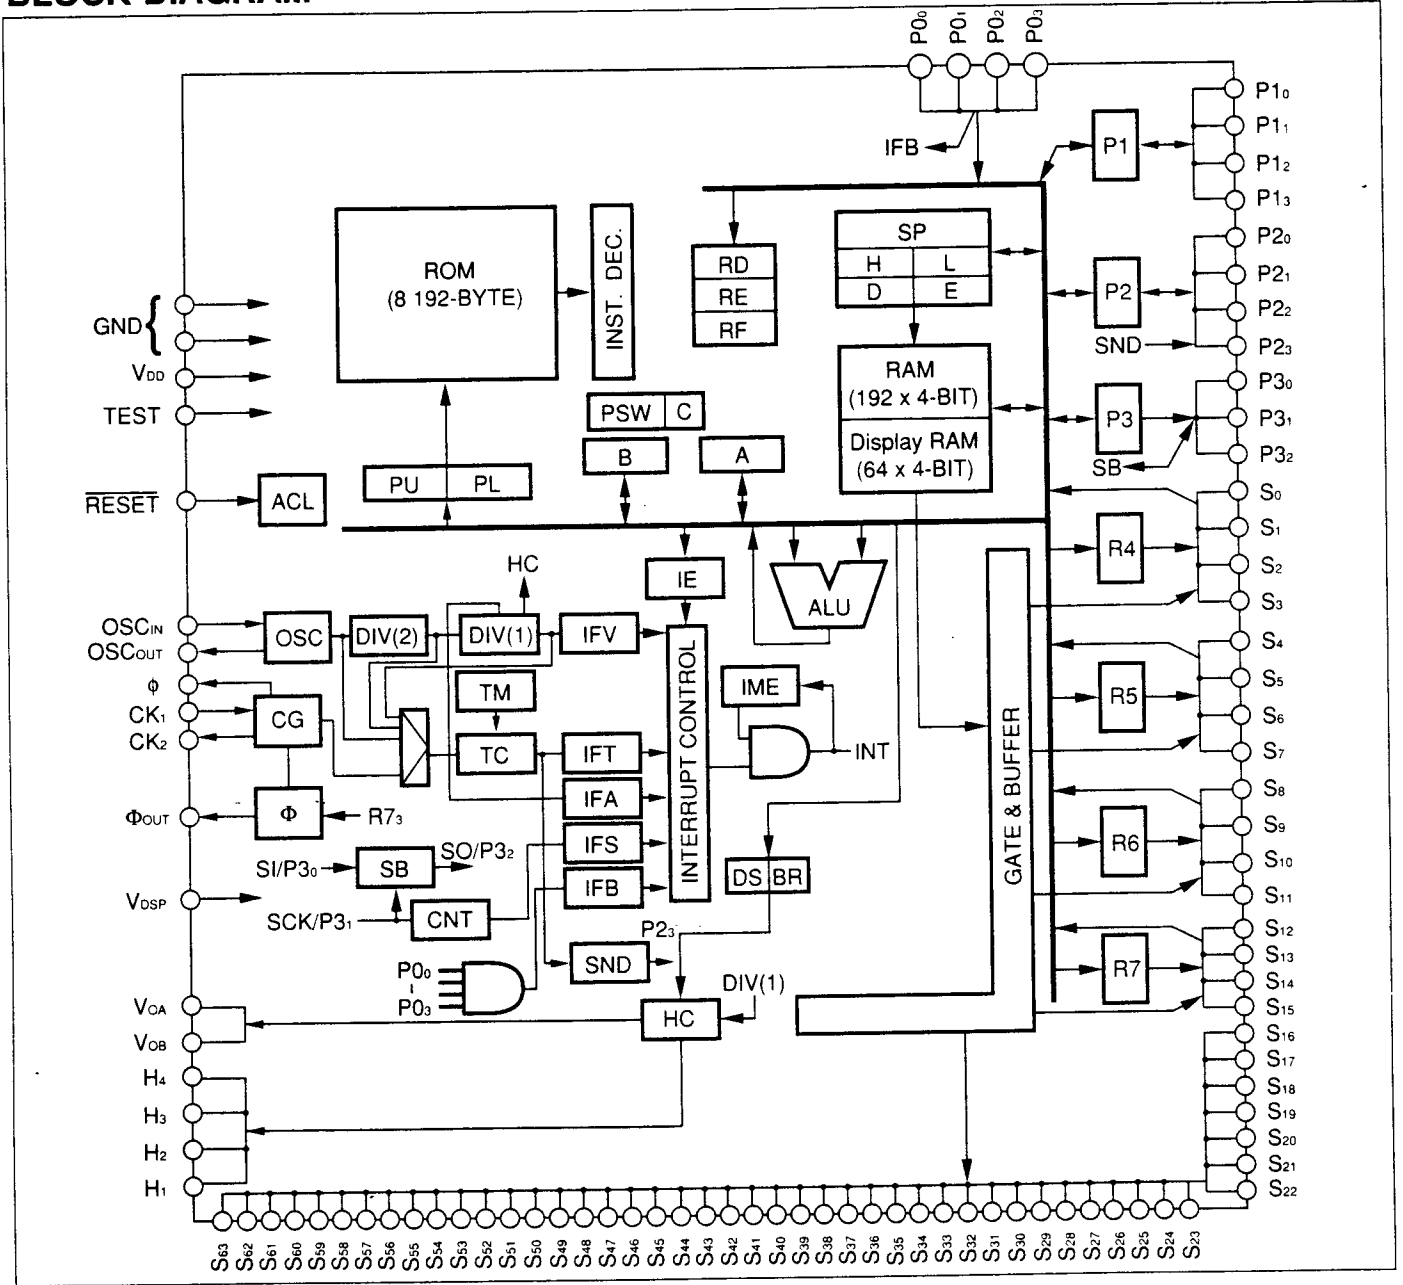 BLOCK DIAGRAM
P0₀ P0₁ P0₂ P0₃
IFB
P1
P1₀
P1₁
P1₂
P1₃
ROM
(8 192-BYTE)
INST. DEC.
RD
RE
RF
SP
H L
D E
P2
P2₀
P2₁
P2₂
SND
P2₃
GND {
VDD
TEST
RAM
(192 x 4-BIT)
Display RAM
(64 x 4-BIT)
P3
P3₀
P3₁
SB
P3₂
PSW C
B
A
PU PL
RESET
ACL
S₀
S₁
S₂
S₃
R4
HC
IE
ALU
OSCIN
OSCOUT
OSC
DIV(2)
DIV(1)
IFV
TM
IME
ϕ
CK₁
CK₂
CG
TC
IFT
INT
INTERRUPT CONTROL
GATE & BUFFER
S₄
S₅
S₆
S₇
R5
ΦOUT
Φ
R7₃
IFA
IFS
IFB
SI/P3₀
SB
SO/P3₂
DS BR
S₈
S₉
S₁₀
S₁₁
R6
VDSP
SCK/P3₁
CNT
P2₃
P0₀
P0₃
SND
DIV(1)
HC
S₁₂
S₁₃
S₁₄
S₁₅
R7
VOA
VOB
H₄
H₃
H₂
H₁
S₁₆
S₁₇
S₁₈
S₁₉
S₂₀
S₂₁
S₂₂
S₆₃ S₆₂ S₆₁ S₆₀ S₅₉ S₅₈ S₅₇ S₅₆ S₅₅ S₅₄ S₅₃ S₅₂ S₅₁ S₅₀ S₄₉ S₄₈ S₄₇ S₄₆ S₄₅ S₄₄ S₄₃ S₄₂ S₄₁ S₄₀ S₃₉ S₃₈ S₃₇ S₃₆ S₃₅ S₃₄ S₃₃ S₃₂ S₃₁ S₃₀ S₂₉ S₂₈ S₂₇ S₂₆ S₂₅ S₂₄ S₂₃